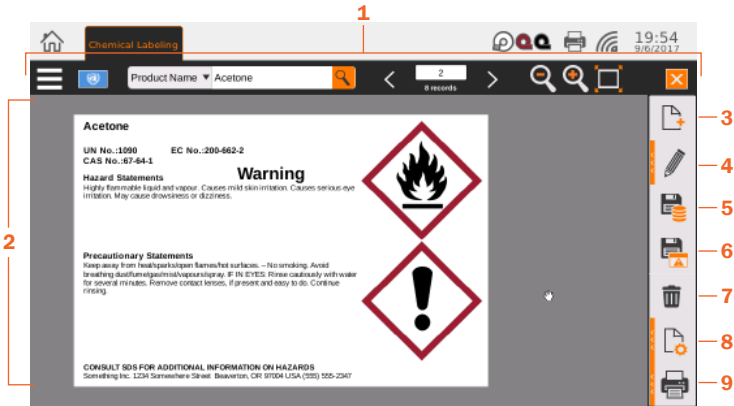 1
Chemical Labeling
19:54
9/6/2017
Product Name ▼ Acetone
2
8 records
3
4
5
6
7
8
9
2
Acetone
UN No.:1090 EC No.:200-662-2
CAS No.:67-64-1
Warning
Hazard Statements
Highly flammable liquid and vapour. Causes mild skin irritation. Causes serious eye
irritation. May cause drowsiness or dizziness.
Precautionary Statements
Keep away from heat/sparks/open flames/hot surfaces. – No smoking. Avoid
breathing dust/fume/gas/mist/vapours/spray. IF IN EYES: Rinse cautiously with water
for several minutes. Remove contact lenses, if present and easy to do. Continue
rinsing.
CONSULT SDS FOR ADDITIONAL INFORMATION ON HAZARDS
Something Inc. 1234 Somewhere Street Beaverton, OR 97004 USA (555) 555-2347